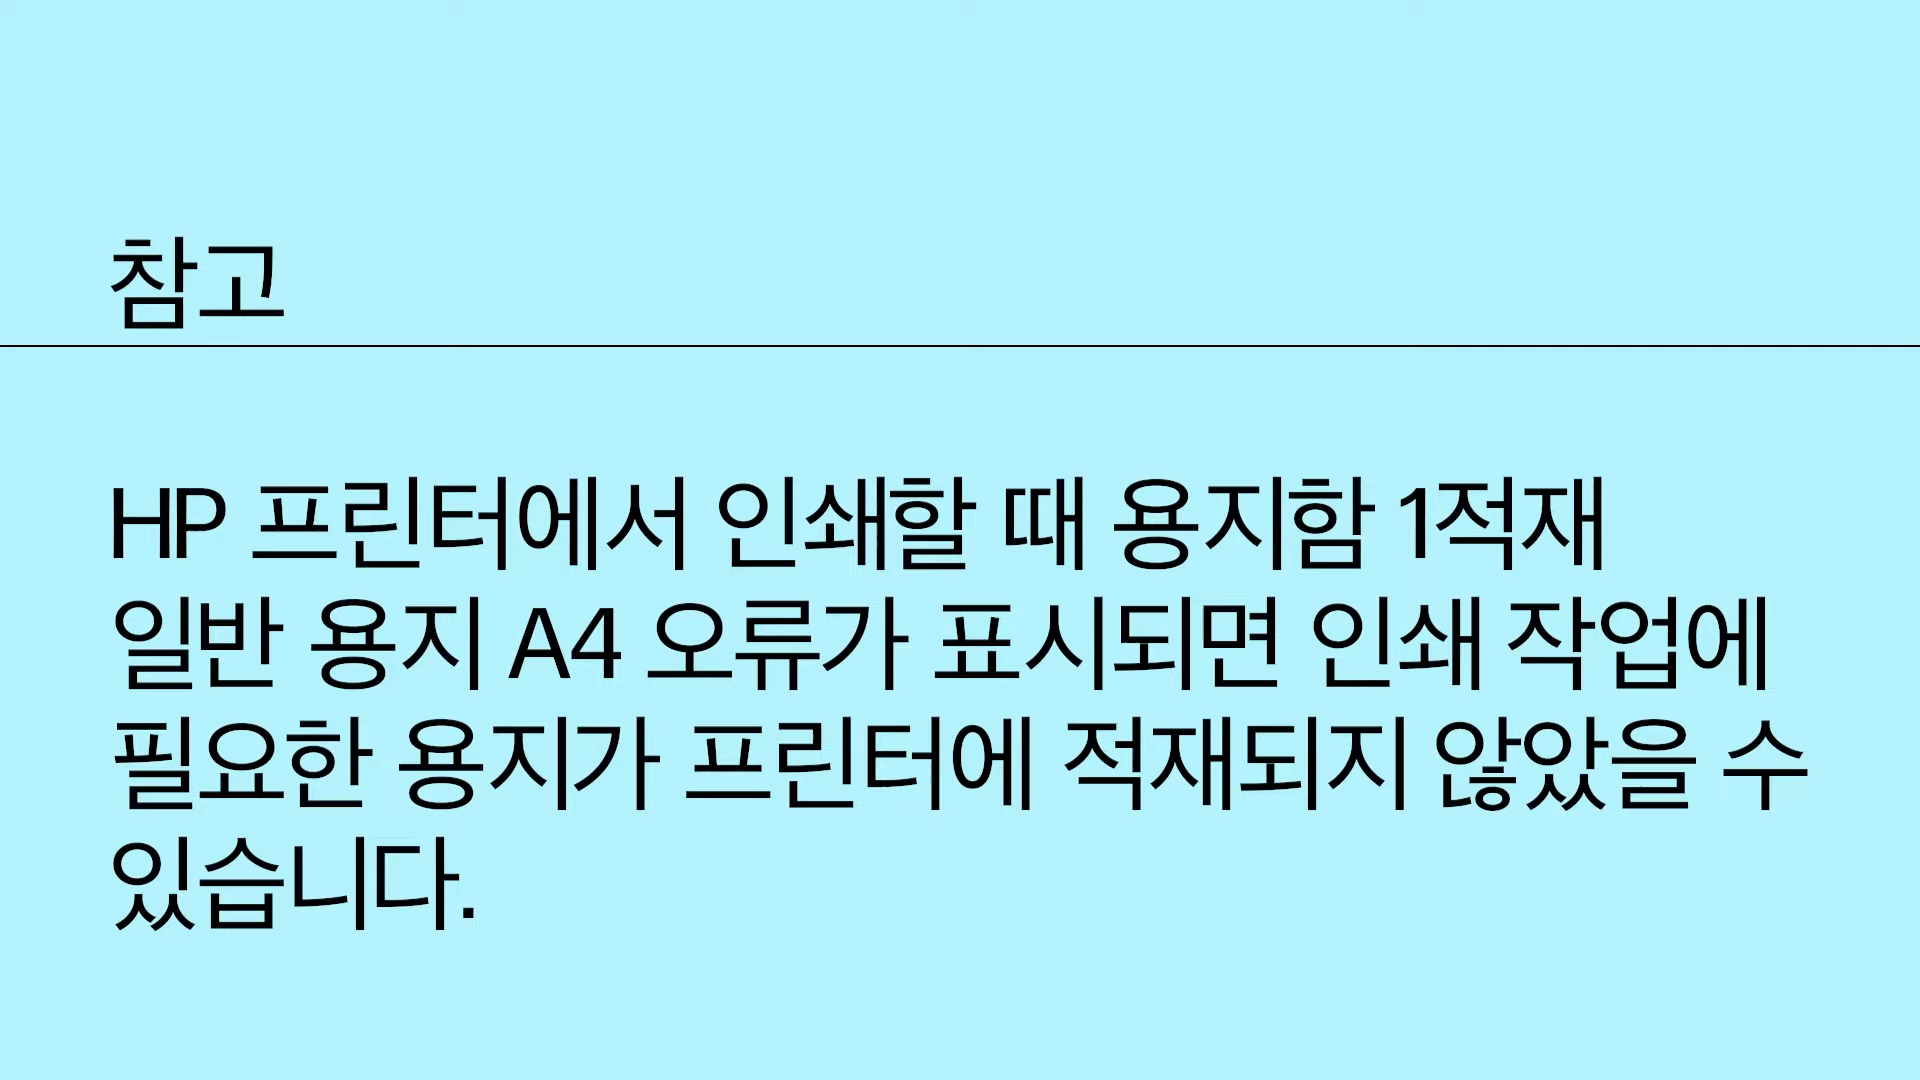 참고
HP 프린터에서 인쇄할 때 용지함 1적재
일반 용지 A4 오류가 표시되면 인쇄 작업에
필요한 용지가 프린터에 적재되지 않았을 수
있습니다.